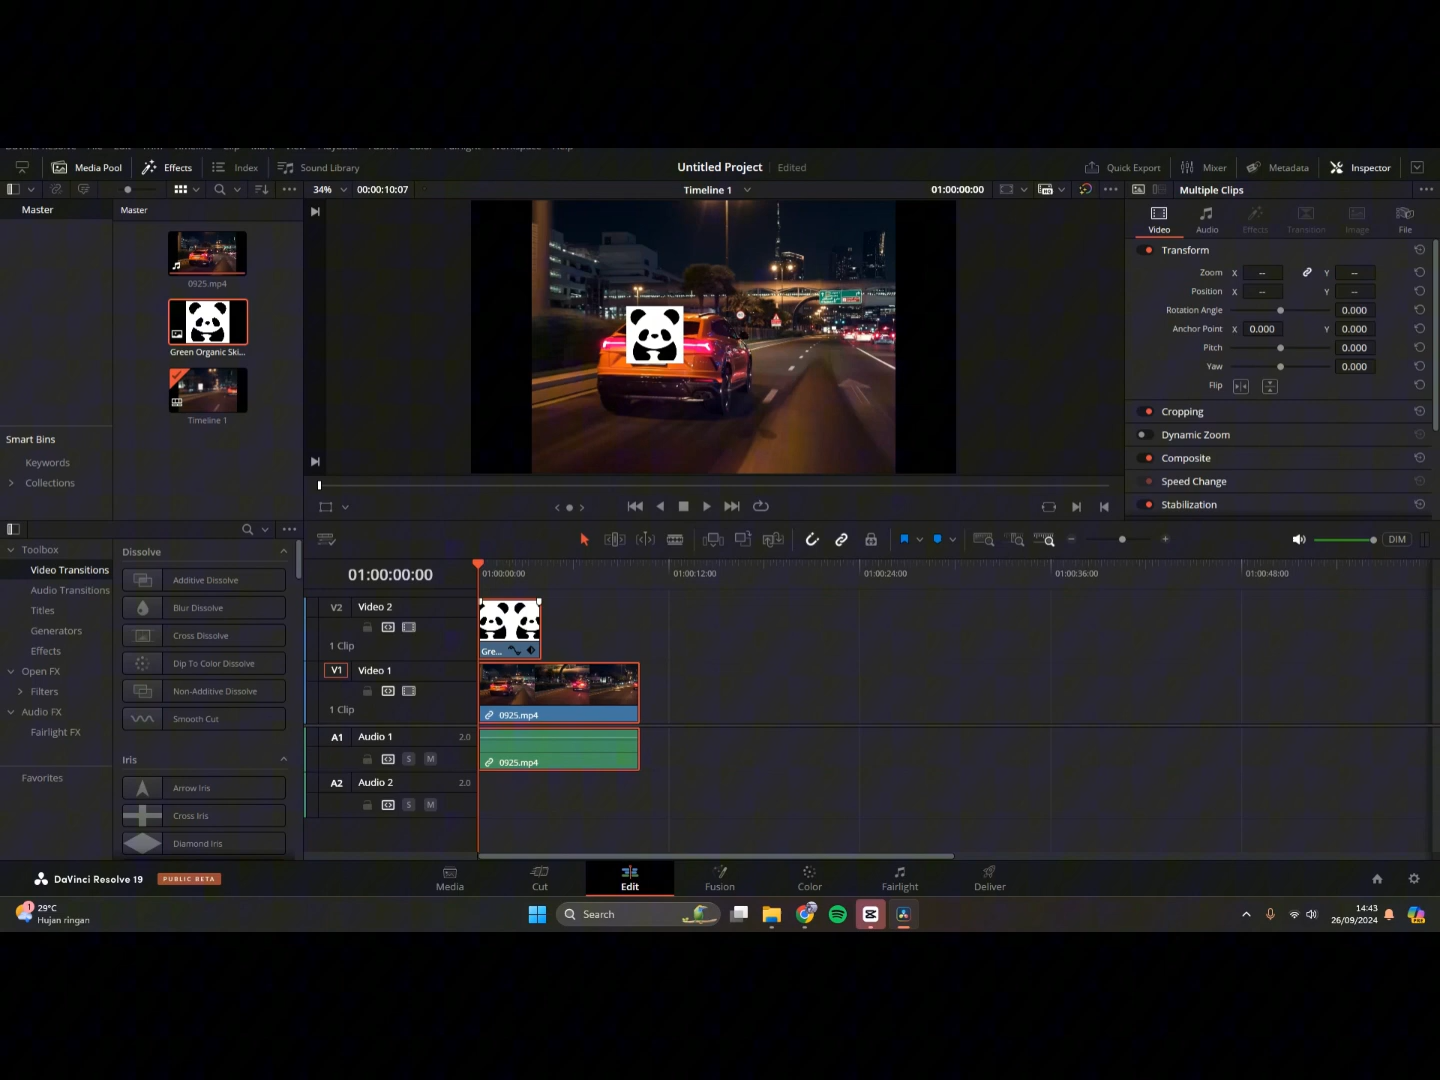 Media Pool Effects Index Sound Library Untitled Project Edited Quick Export Mixer Metadata Inspector
34% 00:00:10:07 Timeline 1 01:00:00:00 Multiple Clips
Master Master
Video Audio Effects Transition Image File
0925.mp4
Green Organic Ski...
Timeline 1
Transform
Zoom X -- Y --
Position X -- Y --
Rotation Angle 0.000
Anchor Point X 0.000 Y 0.000
Pitch 0.000
Yaw 0.000
Flip
Cropping
Dynamic Zoom
Composite
Speed Change
Stabilization
Smart Bins
Keywords
Collections
Toolbox
Video Transitions
Audio Transitions
Titles
Generators
Effects
Open FX
Filters
Audio FX
Fairlight FX
Favorites
Dissolve
Additive Dissolve
Blur Dissolve
Cross Dissolve
Dip To Color Dissolve
Non-Additive Dissolve
Smooth Cut
Iris
Arrow Iris
Cross Iris
Diamond Iris
DIM
01:00:00:00 01:00:00:00 01:00:12:00 01:00:24:00 01:00:36:00 01:00:48:00
V2 Video 2
1 Clip
Gre...
V1 Video 1
1 Clip
0925.mp4
A1 Audio 1 2.0
S M
0925.mp4
A2 Audio 2 2.0
S M
DaVinci Resolve 19 PUBLIC BETA
Media Cut Edit Fusion Color Fairlight Deliver
1
29°C
Hujan ringan
Search
14:43
26/09/2024